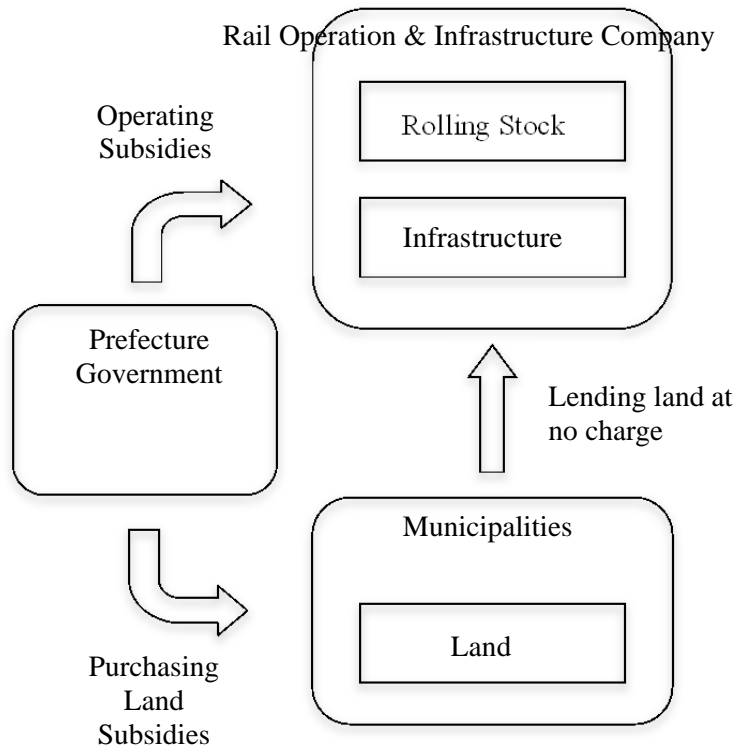 Rail Operation & Infrastructure Company
Rolling Stock
Operating
Subsidies
Infrastructure
Prefecture
Government
Lending land at
no charge
Municipalities
Land
Purchasing
Land
Subsidies